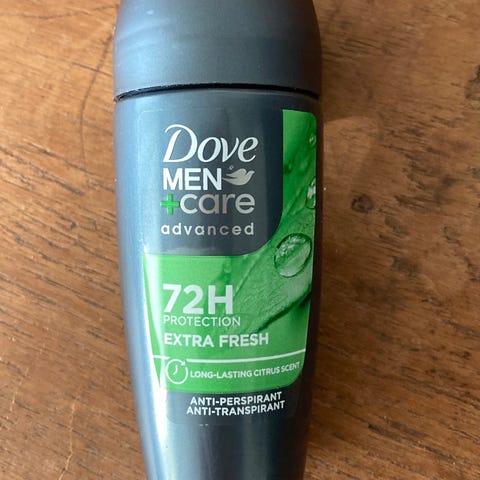 Dove
MEN
+care
advanced
72H
PROTECTION
EXTRA FRESH
LONG-LASTING CITRUS SCENT
ANTI-PERSPIRANT
ANTI-TRANSPIRANT